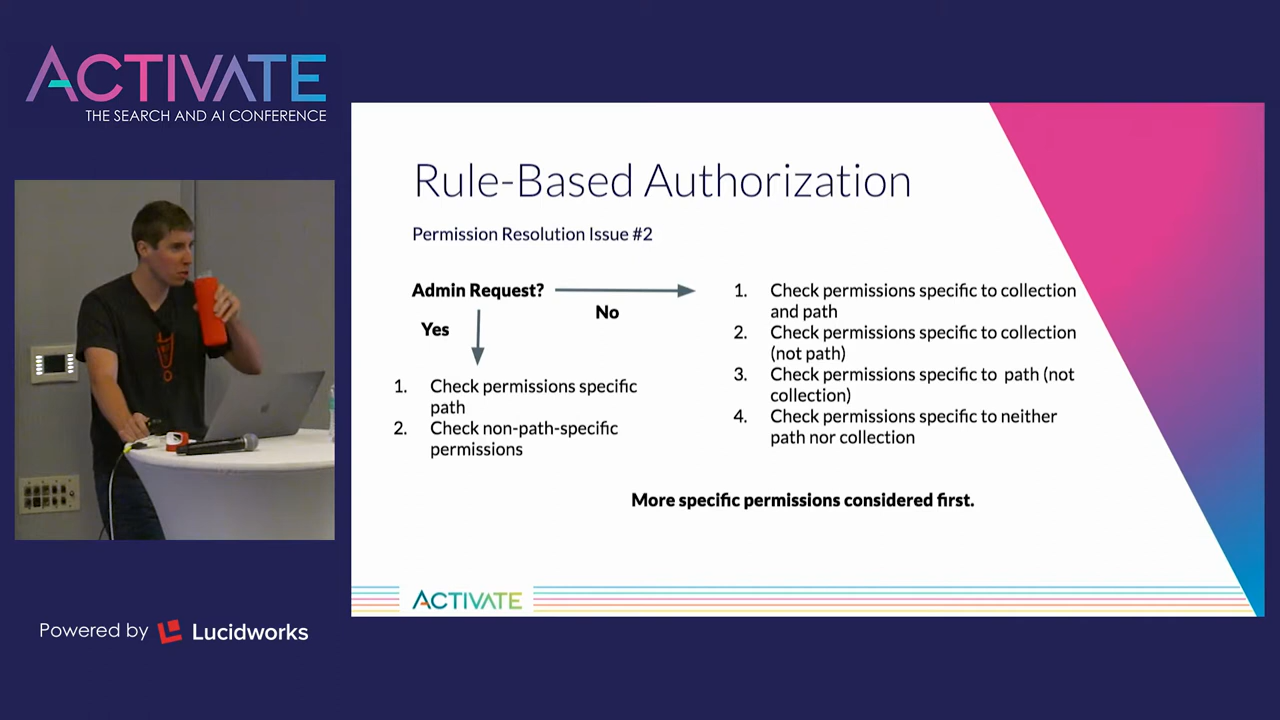 ACTIVATE
THE SEARCH AND AI CONFERENCE
Rule-Based Authorization
Permission Resolution Issue #2
Admin Request?
No
Yes
1. Check permissions specific
path
2. Check non-path-specific
permissions
1. Check permissions specific to collection
and path
2. Check permissions specific to collection
(not path)
3. Check permissions specific to path (not
collection)
4. Check permissions specific to neither
path nor collection
More specific permissions considered first.
ACTIVATE
Powered by Lucidworks